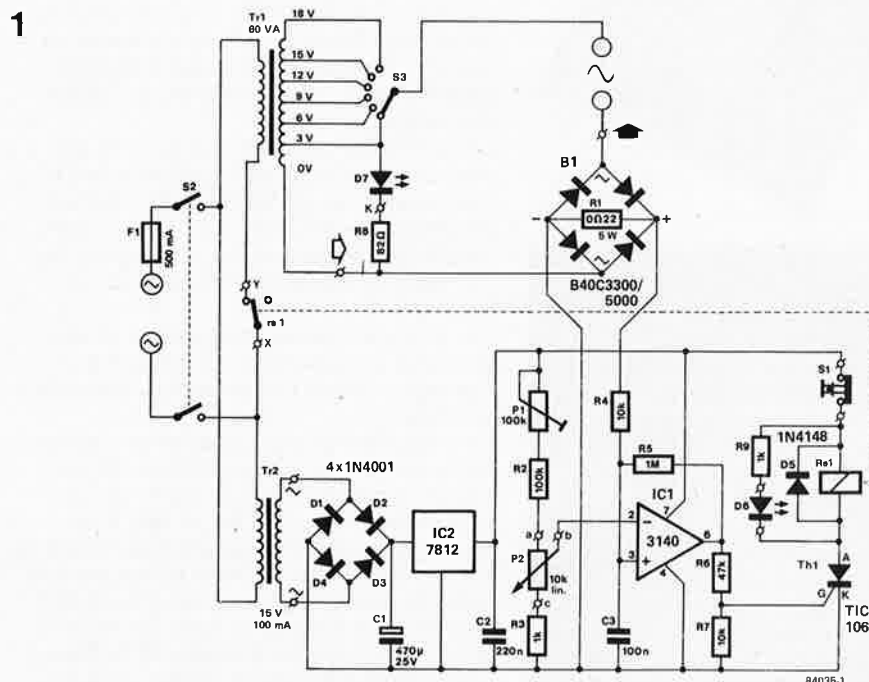 1
Tr1
60 VA
18 V
15 V
12 V
9 V
6 V
3 V
0V
S3
D7
K
R8
82Ω
S2
F1
500 mA
Y
re 1
X
B1
R1
0Ω22
5 W
B40C3300/
5000
Tr2
15 V
100 mA
4x1N4001
D1
D2
D4
D3
IC2
7812
C1
470µ
25V
C2
220n
P1
100k
R2
100k
a
b
P2
10k
lin.
c
R3
1k
R4
10k
R5
1M
IC1
3140
2
3
7
4
6
C3
100n
R6
47k
R7
10k
S1
1N4148
R9
1k
D5
D6
Re1
Th1
A
G
K
TIC
106
84035-1